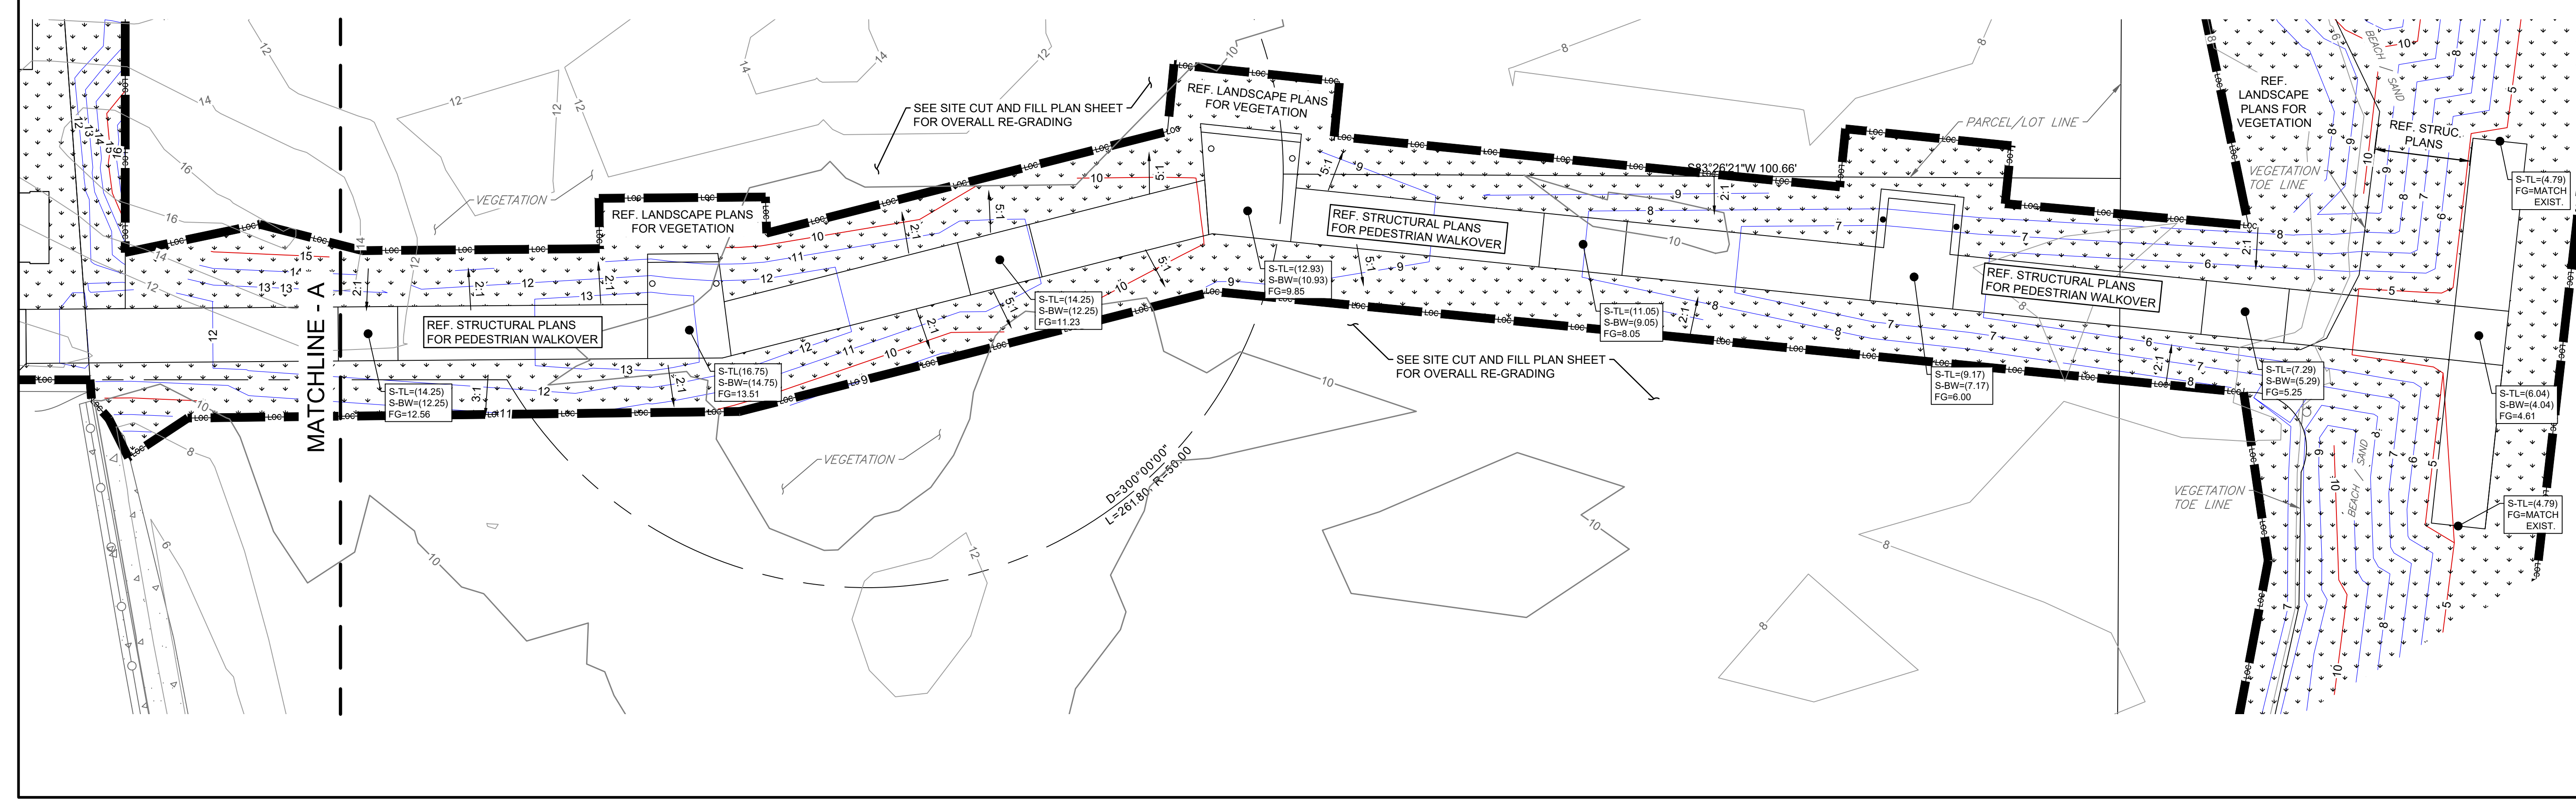 MATCHLINE - A
SEE SITE CUT AND FILL PLAN SHEET
FOR OVERALL RE-GRADING
REF. LANDSCAPE PLANS
FOR VEGETATION
VEGETATION
REF. LANDSCAPE PLANS
FOR VEGETATION
REF. STRUCTURAL PLANS
FOR PEDESTRIAN WALKOVER
S-TL=(14.25)
S-BW=(12.25)
FG=12.56
S-TL(16.75)
S-BW=(14.75)
FG=13.51
S-TL=(14.25)
S-BW=(12.25)
FG=11.23
S-TL=(12.93)
S-BW=(10.93)
FG=9.85
REF. STRUCTURAL PLANS
FOR PEDESTRIAN WALKOVER
S83°26'21"W 100.66'
PARCEL/LOT LINE
S-TL=(11.05)
S-BW=(9.05)
FG=8.05
SEE SITE CUT AND FILL PLAN SHEET
FOR OVERALL RE-GRADING
VEGETATION
D=300°00'00"
L=261.80, R=50.00
S-TL=(9.17)
S-BW=(7.17)
FG=6.00
REF. STRUCTURAL PLANS
FOR PEDESTRIAN WALKOVER
S-TL=(7.29)
S-BW=(5.29)
FG=5.25
REF.
LANDSCAPE
PLANS FOR
VEGETATION
VEGETATION
TOE LINE
BEACH / SAND
REF. STRUC.
PLANS
S-TL=(4.79)
FG=MATCH
EXIST.
S-TL=(6.04)
S-BW=(4.04)
FG=4.61
S-TL=(4.79)
FG=MATCH
EXIST.
VEGETATION
TOE LINE
BEACH / SAND